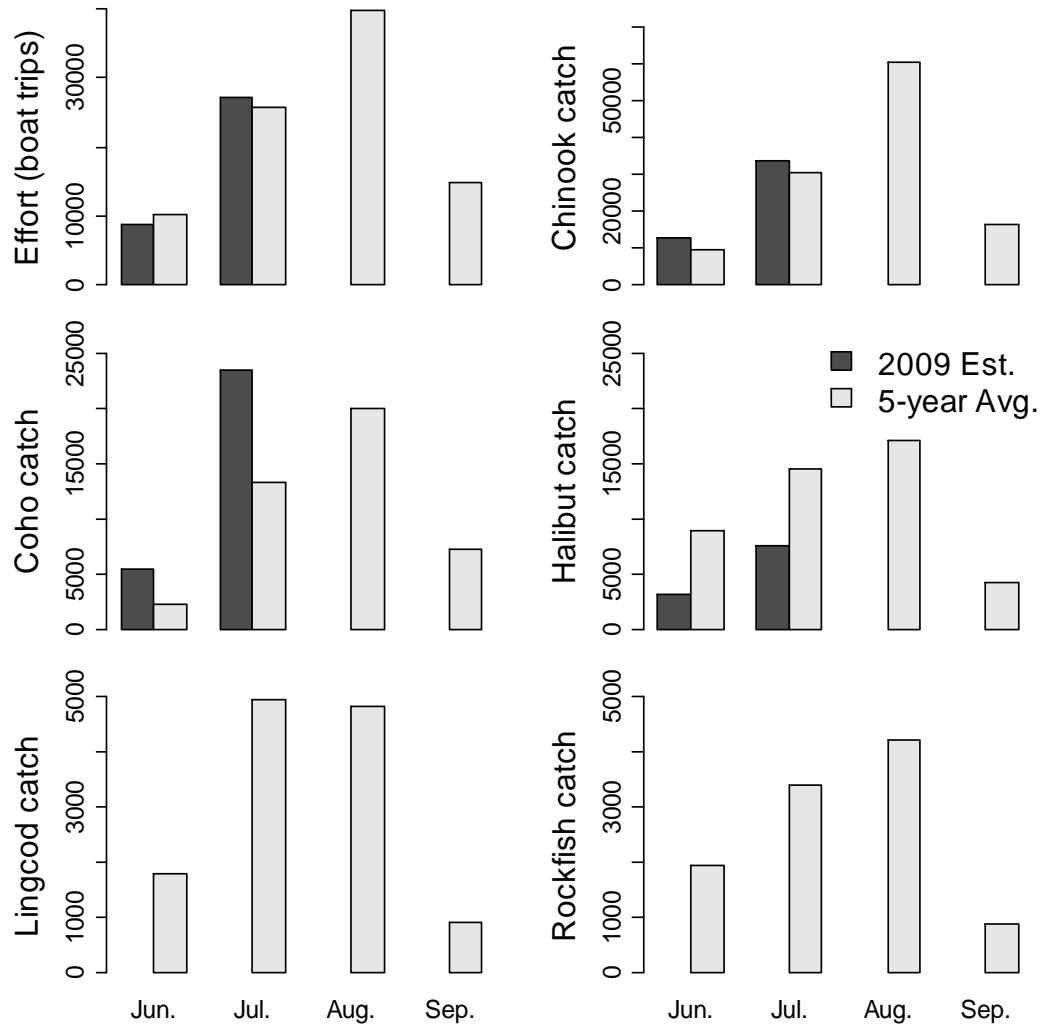 Effort (boat trips)
0
10000
30000
Chinook catch
0
20000
50000
Coho catch
0
5000
15000
25000
Halibut catch
0
5000
15000
25000
2009 Est.
5-year Avg.
Lingcod catch
0
1000
3000
5000
Jun.
Jul.
Aug.
Sep.
Rockfish catch
0
1000
3000
5000
Jun.
Jul.
Aug.
Sep.